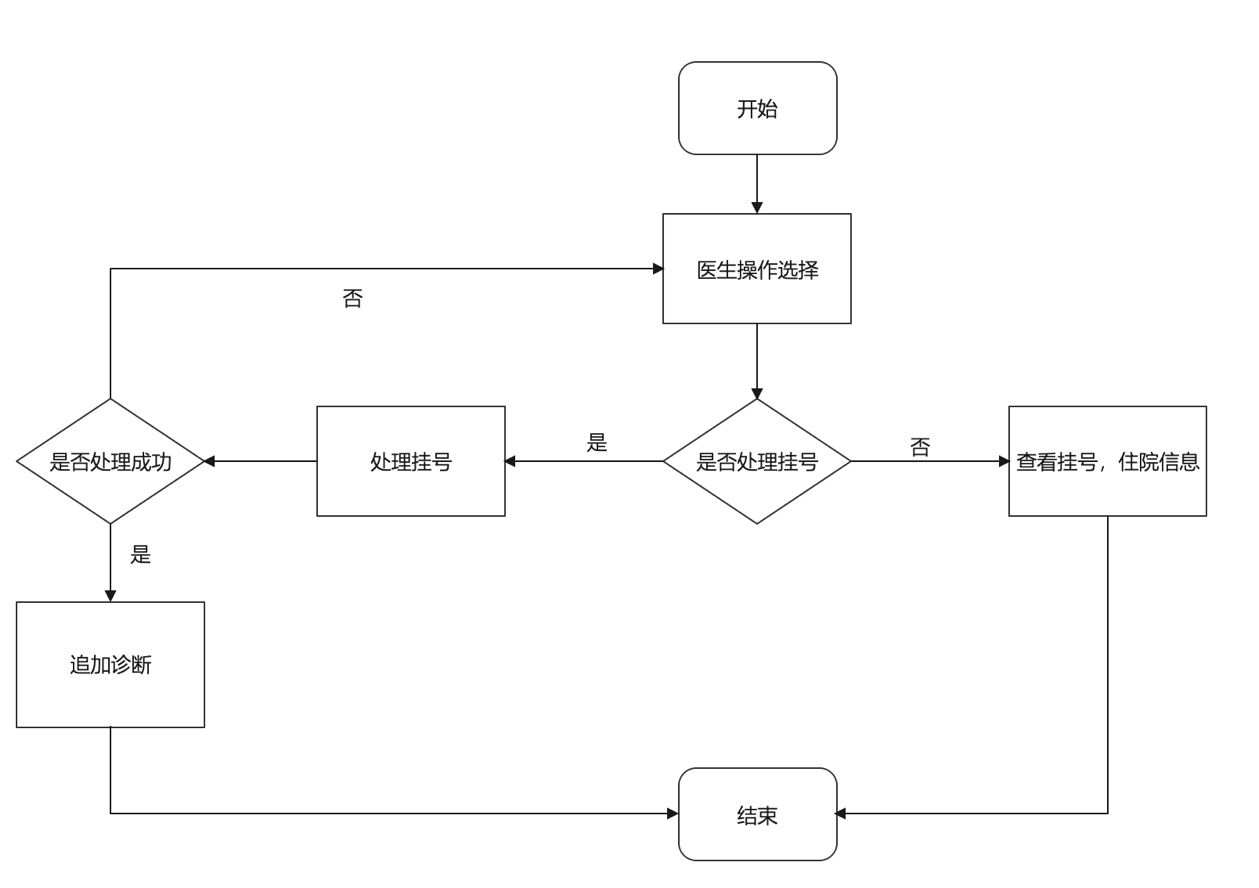 开始
医生操作选择
否
是否处理成功
处理挂号
是
是否处理挂号
否
查看挂号，住院信息
是
追加诊断
结束